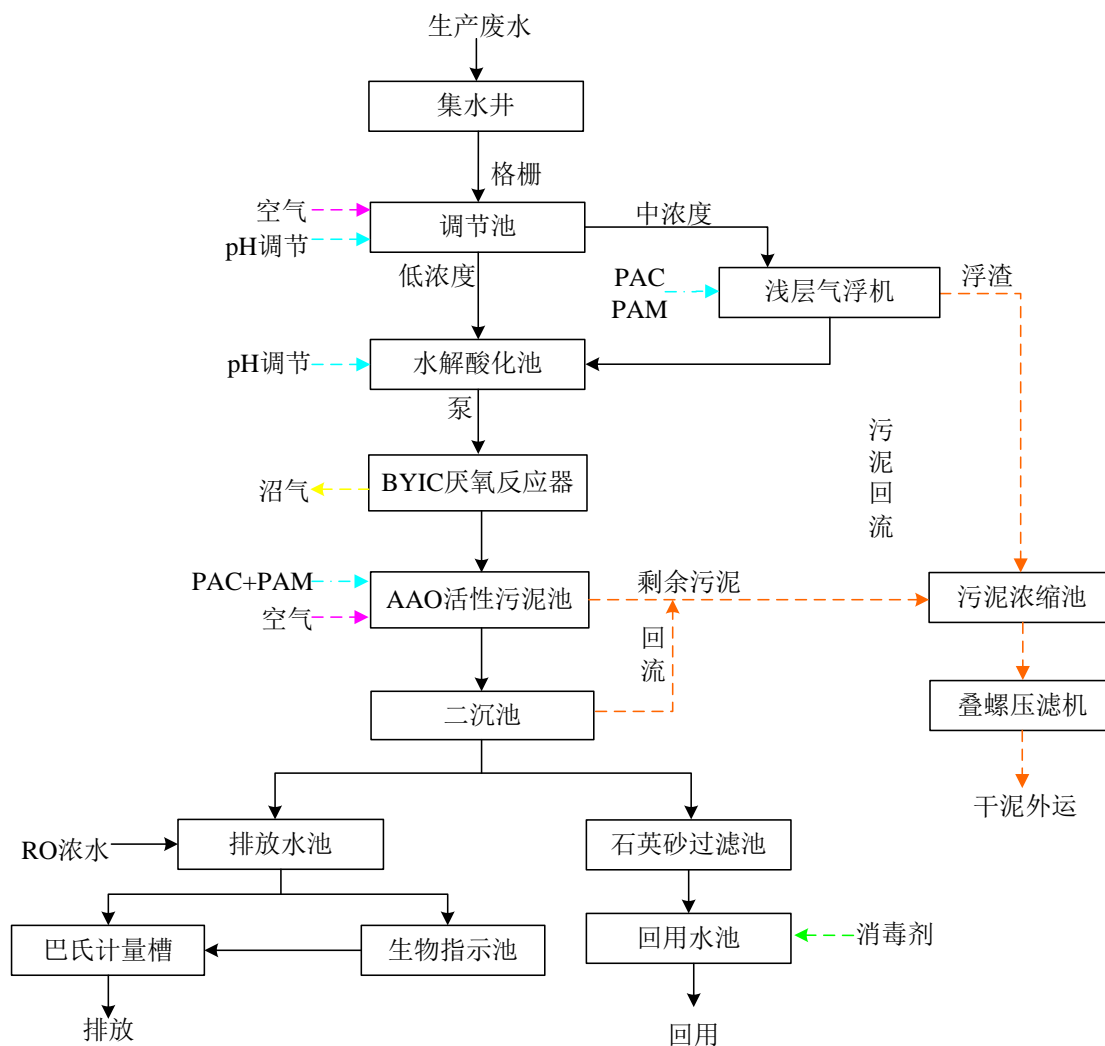 生产废水
集水井
格栅
空气
调节池
中浓度
pH调节
低浓度
PAC
PAM
浅层气浮机
浮渣
pH调节
水解酸化池
泵
污泥回流
沼气
BYIC厌氧反应器
PAC+PAM
空气
AAO活性污泥池
剩余污泥
污泥浓缩池
回流
二沉池
叠螺压滤机
干泥外运
RO浓水
排放水池
石英砂过滤池
巴氏计量槽
生物指示池
回用水池
消毒剂
排放
回用